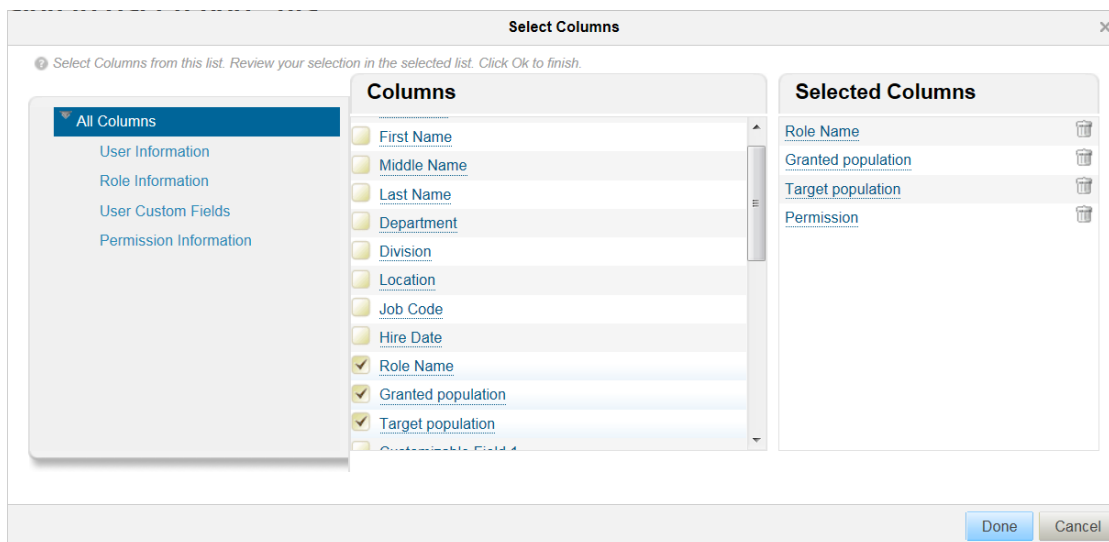 Select Columns
Select Columns from this list. Review your selection in the selected list. Click Ok to finish.
All Columns
User Information
Role Information
User Custom Fields
Permission Information
Columns
First Name
Middle Name
Last Name
Department
Division
Location
Job Code
Hire Date
Role Name
Granted population
Target population
Customizable Field 1
Selected Columns
Role Name
Granted population
Target population
Permission
Done
Cancel